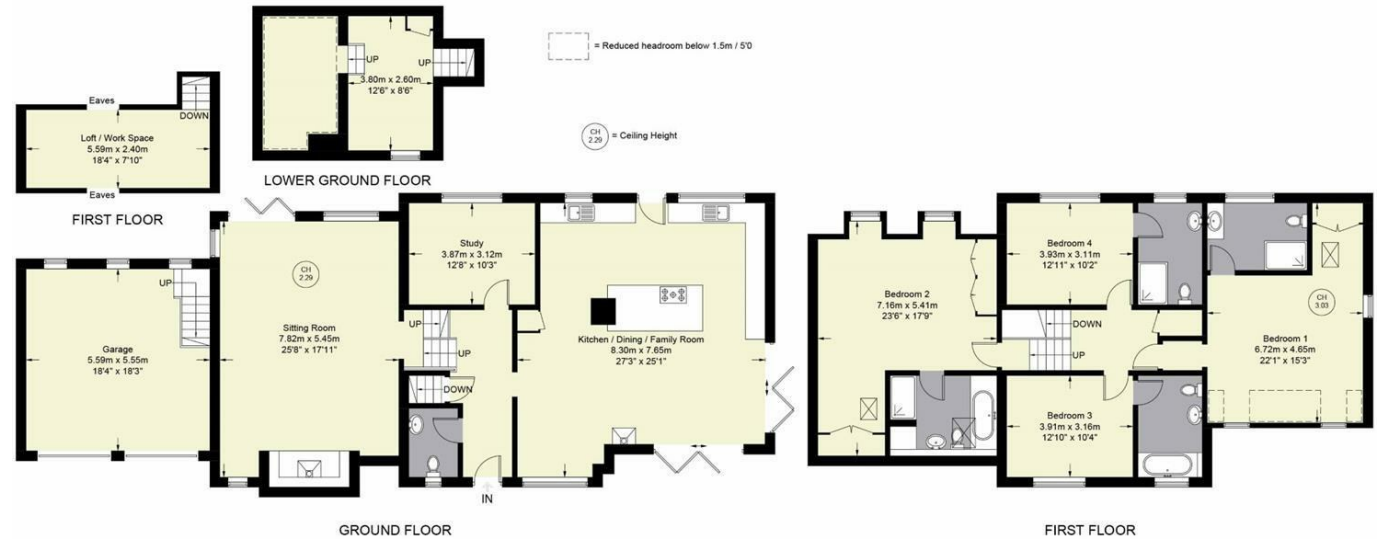 = Reduced headroom below 1.5m / 5'0
CH
2.29
= Ceiling Height
UP
UP
3.80m x 2.60m
12'6" x 8'6"
LOWER GROUND FLOOR
Eaves
DOWN
Loft / Work Space
5.59m x 2.40m
18'4" x 7'10"
Eaves
FIRST FLOOR
UP
Garage
5.59m x 5.55m
18'4" x 18'3"
CH
2.29
Sitting Room
7.82m x 5.45m
25'8" x 17'11"
Study
3.87m x 3.12m
12'8" x 10'3"
UP
UP
DOWN
Kitchen / Dining / Family Room
8.30m x 7.65m
27'3" x 25'1"
IN
GROUND FLOOR
Bedroom 2
7.16m x 5.41m
23'6" x 17'9"
Bedroom 4
3.93m x 3.11m
12'11" x 10'2"
DOWN
UP
CH
3.03
Bedroom 1
6.72m x 4.65m
22'1" x 15'3"
Bedroom 3
3.91m x 3.16m
12'10" x 10'4"
FIRST FLOOR